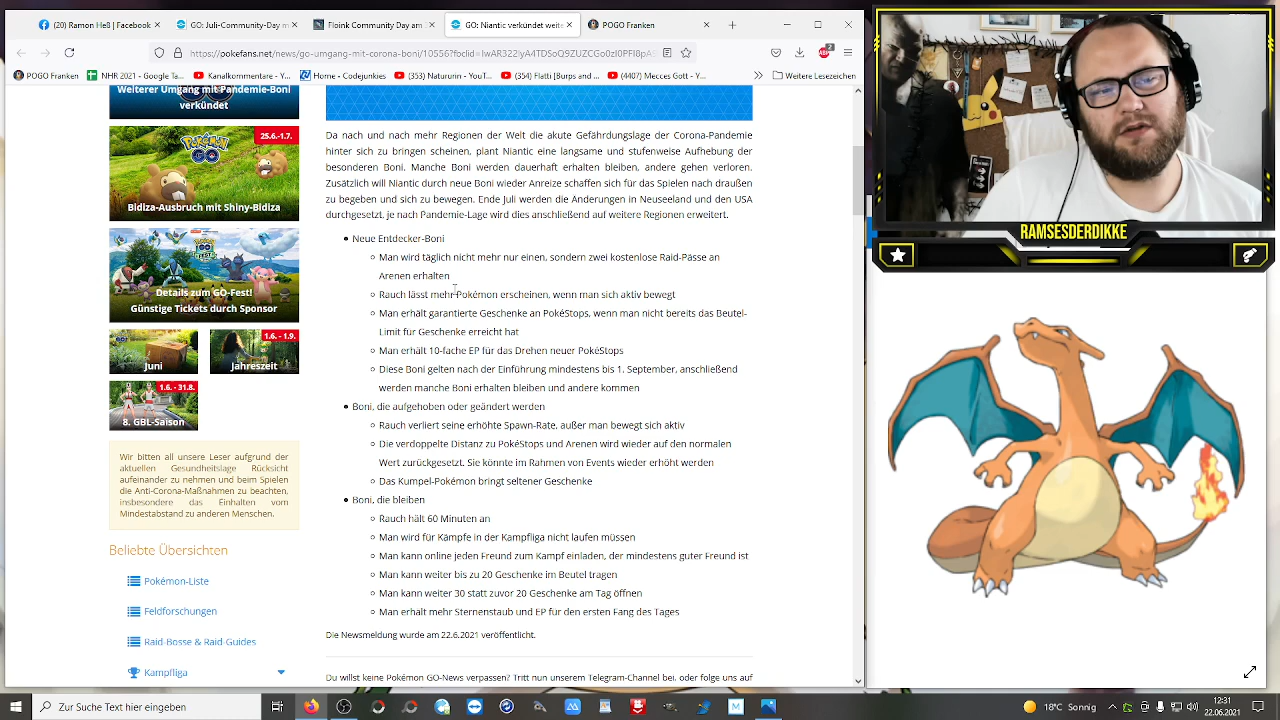 (20) Ramon M | Facebook
GO: Juli-Community-Day m
Flonk Community Day am
GO: Niantic verkündet weite
POGO Franken
https://pokefans.net/
POGO Franken
NHR 2021 - Google Ta...
Kanalkommentare - Yo...
Home - Codejunkies
(353) Naturunin - YouT...
(354) Flatti [Burps and ...
(4407) Mecces Gott - Y...
Weitere Lesezeichen
Weiterer Umgang mit Pandemie-Boni
verkündet
25.6.-1.7.
Pokémon
GO
Bidiza-Ausbruch mit Shiny-Bidiza
Details zum GO-Fest!
Günstige Tickets durch Sponsor
Juni
1.6. - 1.9.
Jahreszeit
1.6. - 31.8.
8. GBL-Saison
Wir bitten all unsere Leser aufgrund der
aktuellen Gesundheitslage Rücksicht
aufeinander zu nehmen und beim Spielen
die Anti-Corona-Maßnahmen zu beachten,
insbesondere das Einhalten vom
Mindestabstand zu anderen Menschen.
Beliebte Übersichten
Pokémon-Liste
Feldforschungen
Raid-Bosse & Raid-Guides
Kampfliga
Da nach und nach mehr Regionen der Welt die akute Gefährdungslage der Corona-Pandemie
hinter sich zu bringen scheinen, plant Niantic eine langsame und stufenweise Aufhebung der
besonderen Boni. Manche Boni werden dauerhaft erhalten bleiben, andere gehen verloren.
Zusätzlich will Niantic durch neue Boni wieder Anreize schaffen sich für das Spielen nach draußen
zu begeben und sich zu bewegen. Ende Juli werden die Änderungen in Neuseeland und den USA
durchgesetzt, je nach Pandemie-Lage wird dies anschließend auf weitere Regionen erweitert.
Neue Entdecker-Boni
Man wird täglich nicht mehr nur einen, sondern zwei kostenlose Raid-Pässe an
Arenen erhalten
Rauch lässt mehr Pokémon erscheinen, wenn man sich aktiv bewegt
Man erhält garantierte Geschenke an PokéStops, wenn man nicht bereits das Beutel-
Limit für Geschenke erreicht hat
Man erhält 10-fache EP für das Drehen neuer PokéStops
Diese Boni gelten nach der Einführung mindestens bis 1. September, anschließend
werden manche Boni erhalten bleiben und andere kommen
Boni, die aufgehoben oder geändert werden
Rauch verliert seine erhöhte Spawn-Rate, außer man bewegt sich aktiv
Die verdoppelte Distanz zu PokéStops und Arenen wird wieder auf den normalen
Wert zurückgesetzt. Sie könnte im Rahmen von Events wieder erhöht werden
Das Kumpel-Pokémon bringt seltener Geschenke
Boni, die bleiben
Rauch hält 60 Minuten an
Man wird für Kämpfe in der Kampfliga nicht laufen müssen
Man kann online jeden Freund zum Kampf einladen, der mindestens guter Freund ist
Man kann weiter bis zu 20 Geschenke im Beutel tragen
Man kann weiter 30 statt zuvor 20 Geschenke am Tag öffnen
Man erhält mehr Sternenstaub und EP für den ersten Fang des Tages
Die Newsmeldung wurde am 22.6.2021 veröffentlicht.
Du willst keine Pokémon GO-News verpassen? Tritt nun unserem Telegram-Channel bei, oder folge uns auf
RAMSESDERDIKKE
Zur Suche Text hier eingeben
18°C Sonnig
12:31
22.06.2021